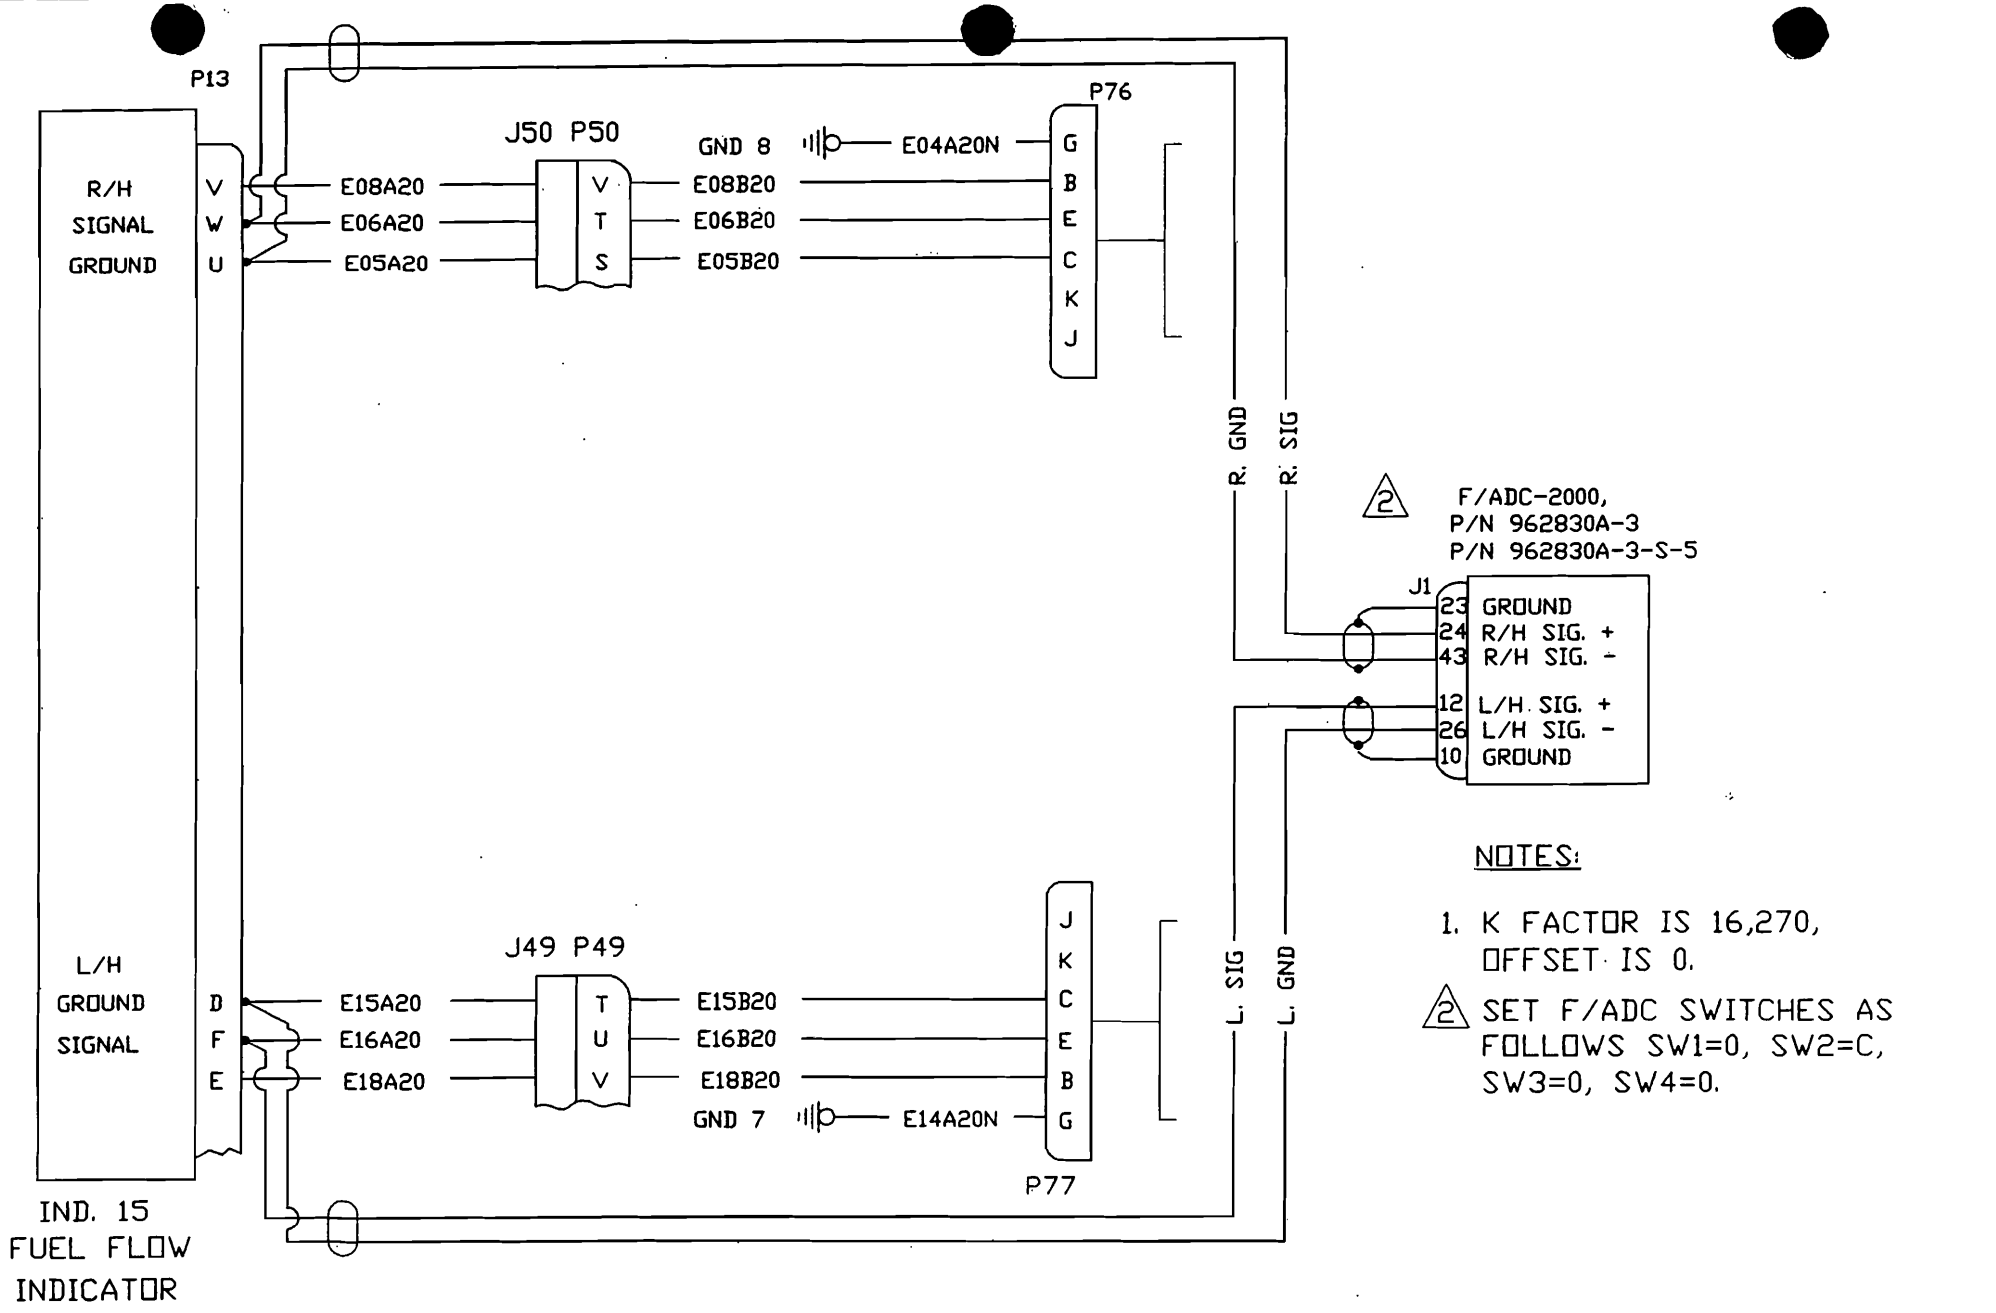 P13
P76
J50 P50
GND 8 E04A20N G
R/H V E08A20 V E08B20 B
SIGNAL W E06A20 T E06B20 E
GROUND U E05A20 S E05B20 C
K
J
R. GND
R. SIG
2 F/ADC-2000,
P/N 962830A-3
P/N 962830A-3-S-5
J1
23 GROUND
24 R/H SIG. +
43 R/H SIG. -
12 L/H SIG. +
26 L/H SIG. -
10 GROUND
NOTES:
1. K FACTOR IS 16,270,
OFFSET IS 0.
2 SET F/ADC SWITCHES AS
FOLLOWS SW1=0, SW2=C,
SW3=0, SW4=0.
L. SIG
L. GND
J
J49 P49
K
L/H
GROUND D E15A20 T E15B20 C
SIGNAL F E16A20 U E16B20 E
E E18A20 V E18B20 B
GND 7 E14A20N G
P77
IND. 15
FUEL FLOW
INDICATOR